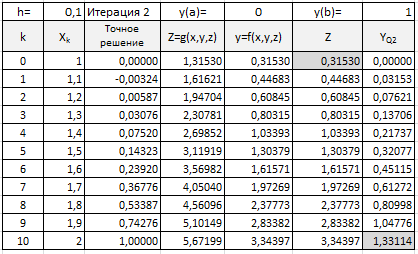 h= 0,1 Итерация 2 y(a)= 0 y(b)= 1
k Xk Точное решение Z=g(x,y,z) y=f(x,y,z) Z YQ2
0 1 0,00000 1,31530 0,31530 0,31530 0,00000
1 1,1 -0,00324 1,61621 0,44683 0,44683 0,03153
2 1,2 0,00587 1,94704 0,60845 0,60845 0,07621
3 1,3 0,03076 2,30781 0,80315 0,80315 0,13706
4 1,4 0,07520 2,69852 1,03393 1,03393 0,21737
5 1,5 0,14323 3,11919 1,30379 1,30379 0,32077
6 1,6 0,23920 3,56982 1,61571 1,61571 0,45115
7 1,7 0,36776 4,05040 1,97269 1,97269 0,61272
8 1,8 0,53387 4,56096 2,37773 2,37773 0,80998
9 1,9 0,74276 5,10149 2,83382 2,83382 1,04776
10 2 1,00000 5,67199 3,34397 3,34397 1,33114